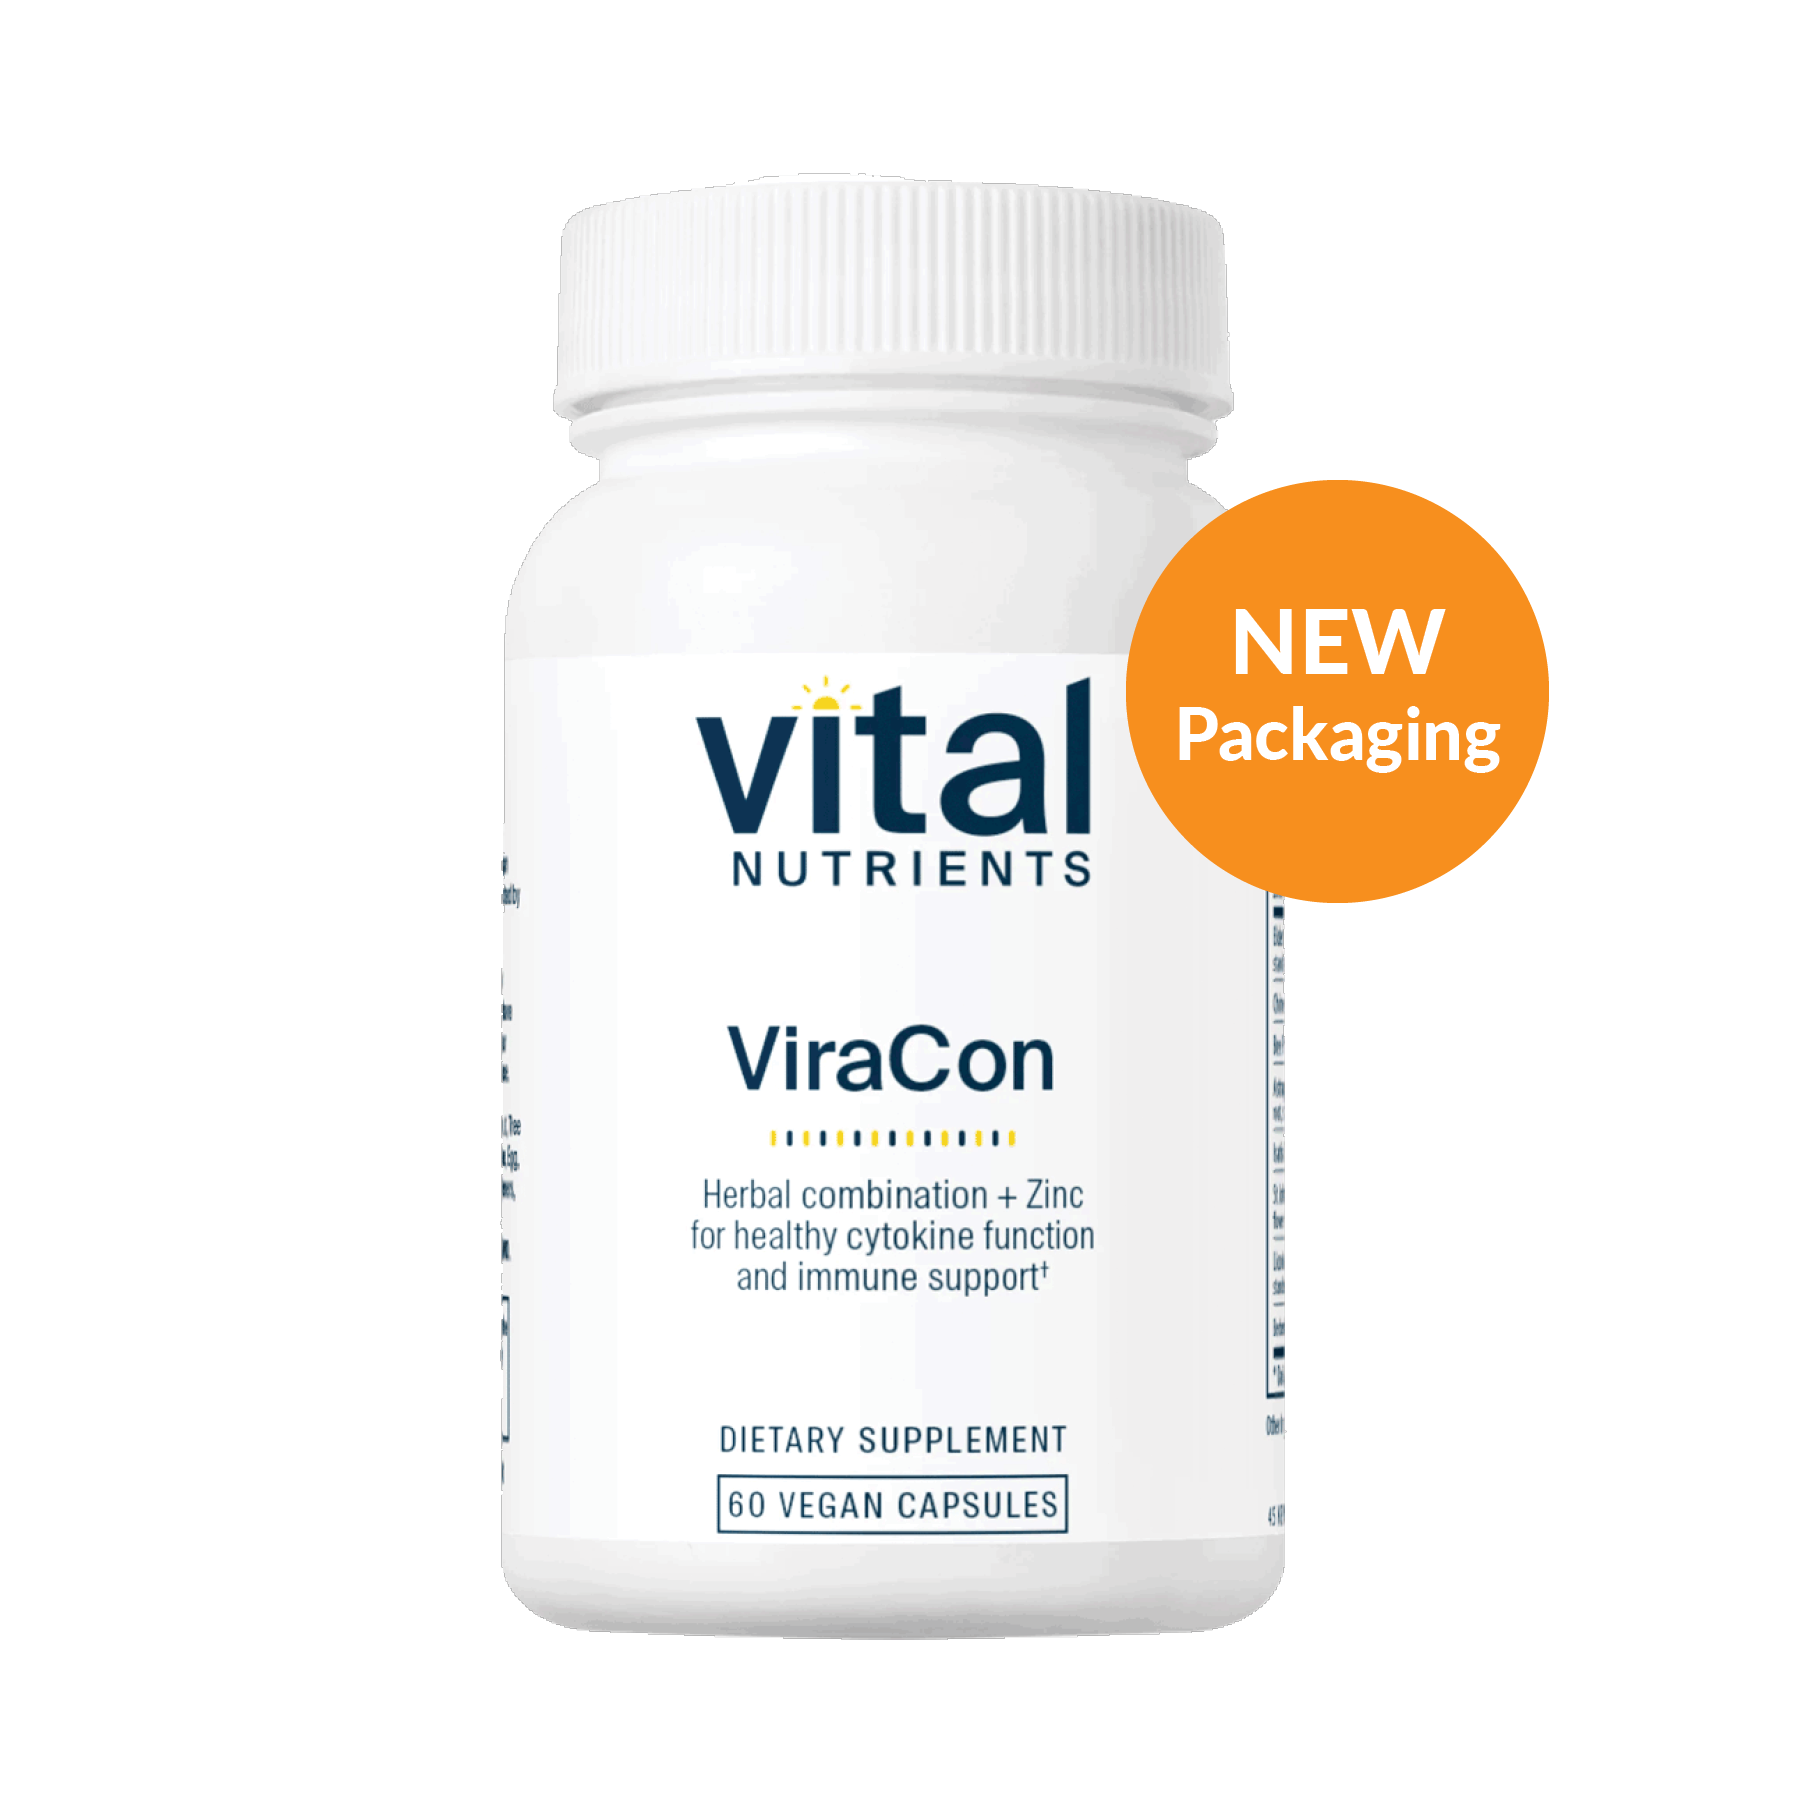 vital
NUTRIENTS
NEW
Packaging
ViraCon
Herbal combination + Zinc
for healthy cytokine function
and immune support†
DIETARY SUPPLEMENT
60 VEGAN CAPSULES